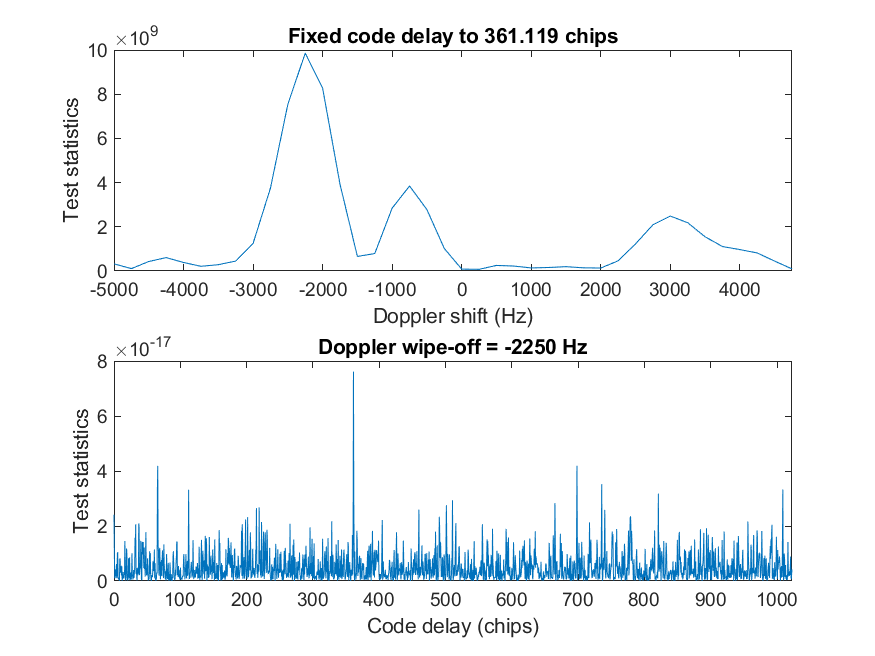 Fixed code delay to 361.119 chips
×10^9
10
8
6
4
2
0
Test statistics
-5000 -4000 -3000 -2000 -1000 0 1000 2000 3000 4000
Doppler shift (Hz)
Doppler wipe-off = -2250 Hz
×10^-17
8
6
4
2
0
Test statistics
0 100 200 300 400 500 600 700 800 900 1000
Code delay (chips)